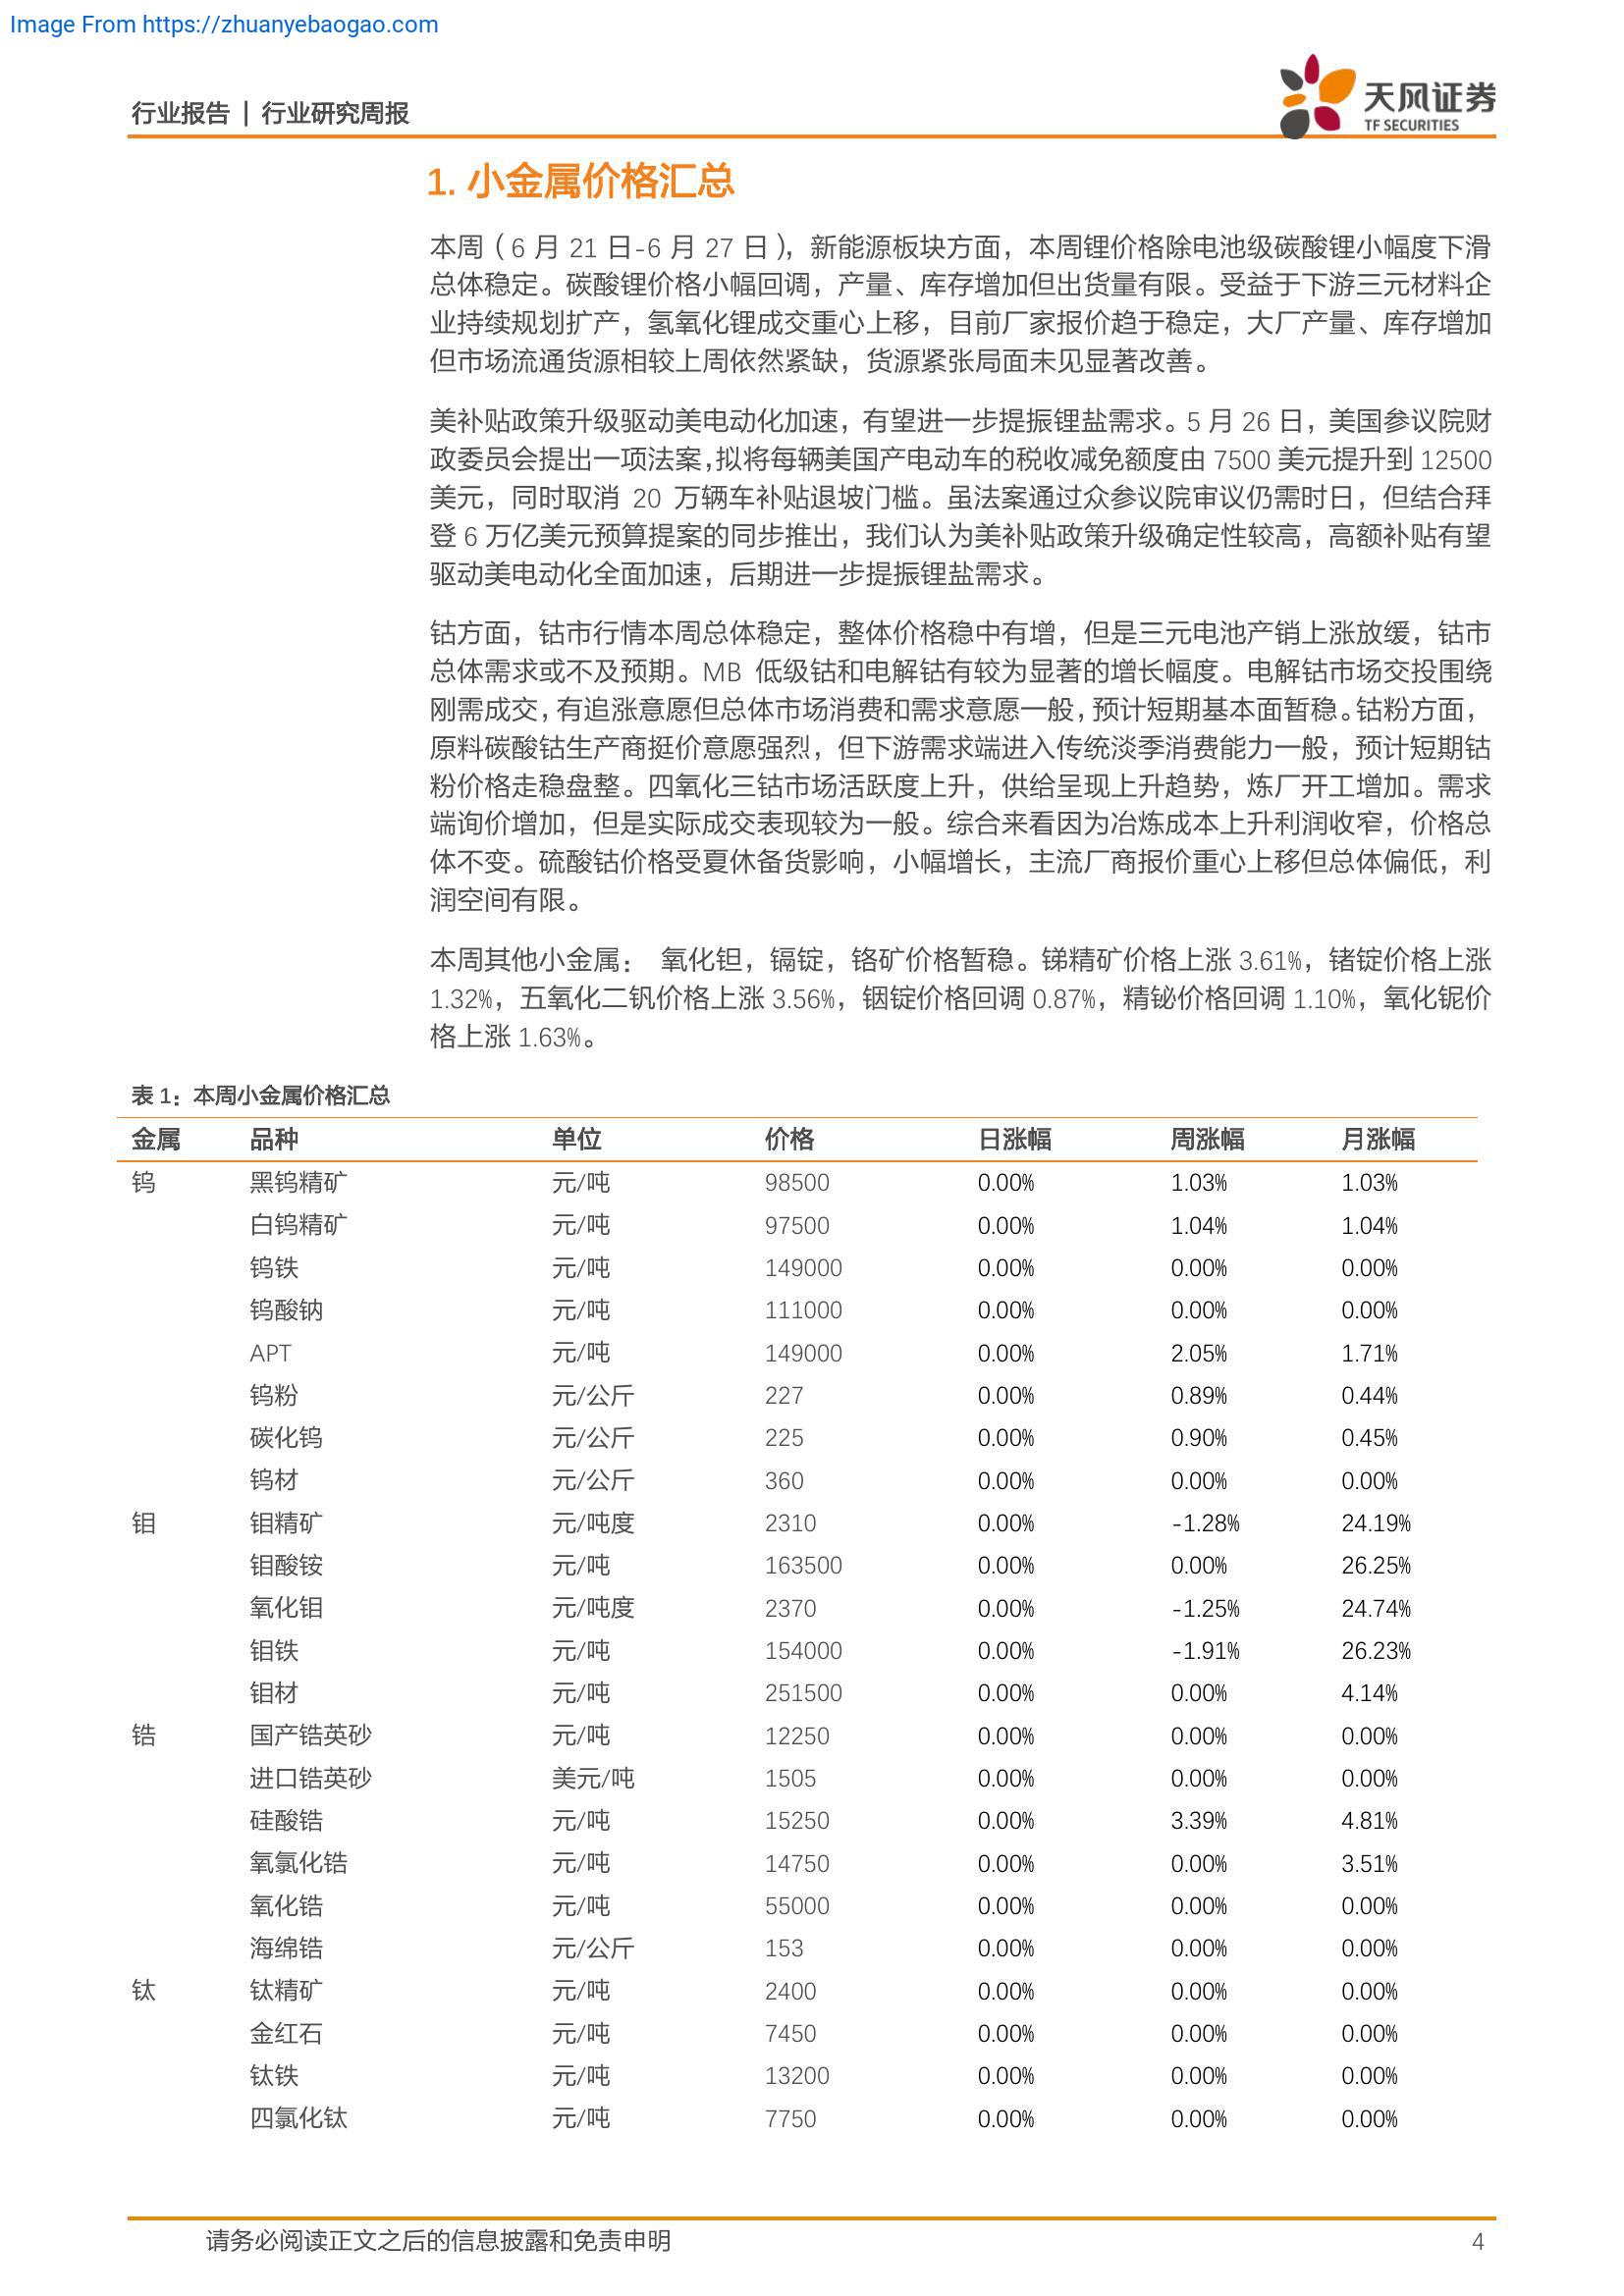 Image From https://zhuanyebaogao.com
行业报告 | 行业研究周报
天风证券
TF SECURITIES
1. 小金属价格汇总
本周（6 月 21 日-6 月 27 日），新能源板块方面，本周锂价格除电池级碳酸锂小幅度下滑
总体稳定。碳酸锂价格小幅回调，产量、库存增加但出货量有限。受益于下游三元材料企
业持续规划扩产，氢氧化锂成交重心上移，目前厂家报价趋于稳定，大厂产量、库存增加
但市场流通货源相较上周依然紧缺，货源紧张局面未见显著改善。
美补贴政策升级驱动美电动化加速，有望进一步提振锂盐需求。5 月 26 日，美国参议院财
政委员会提出一项法案，拟将每辆美国产电动车的税收减免额度由 7500 美元提升到 12500
美元，同时取消 20 万辆车补贴退坡门槛。虽法案通过众参议院审议仍需时日，但结合拜
登 6 万亿美元预算提案的同步推出，我们认为美补贴政策升级确定性较高，高额补贴有望
驱动美电动化全面加速，后期进一步提振锂盐需求。
钴方面，钴市行情本周总体稳定，整体价格稳中有增，但是三元电池产销上涨放缓，钴市
总体需求或不及预期。MB 低级钴和电解钴有较为显著的增长幅度。电解钴市场交投围绕
刚需成交，有追涨意愿但总体市场消费和需求意愿一般，预计短期基本面暂稳。钴粉方面，
原料碳酸钴生产商挺价意愿强烈，但下游需求端进入传统淡季消费能力一般，预计短期钴
粉价格走稳盘整。四氧化三钴市场活跃度上升，供给呈现上升趋势，炼厂开工增加。需求
端询价增加，但是实际成交表现较为一般。综合来看因为冶炼成本上升利润收窄，价格总
体不变。硫酸钴价格受夏休备货影响，小幅增长，主流厂商报价重心上移但总体偏低，利
润空间有限。
本周其他小金属： 氧化钽，镉锭，铬矿价格暂稳。锑精矿价格上涨 3.61%，锗锭价格上涨
1.32%，五氧化二钒价格上涨 3.56%，铟锭价格回调 0.87%，精铋价格回调 1.10%，氧化铌价
格上涨 1.63%。
表 1：本周小金属价格汇总
金属 品种 单位 价格 日涨幅 周涨幅 月涨幅
钨 黑钨精矿 元/吨 98500 0.00% 1.03% 1.03%
白钨精矿 元/吨 97500 0.00% 1.04% 1.04%
钨铁 元/吨 149000 0.00% 0.00% 0.00%
钨酸钠 元/吨 111000 0.00% 0.00% 0.00%
APT 元/吨 149000 0.00% 2.05% 1.71%
钨粉 元/公斤 227 0.00% 0.89% 0.44%
碳化钨 元/公斤 225 0.00% 0.90% 0.45%
钨材 元/公斤 360 0.00% 0.00% 0.00%
钼 钼精矿 元/吨度 2310 0.00% -1.28% 24.19%
钼酸铵 元/吨 163500 0.00% 0.00% 26.25%
氧化钼 元/吨度 2370 0.00% -1.25% 24.74%
钼铁 元/吨 154000 0.00% -1.91% 26.23%
钼材 元/吨 251500 0.00% 0.00% 4.14%
锆 国产锆英砂 元/吨 12250 0.00% 0.00% 0.00%
进口锆英砂 美元/吨 1505 0.00% 0.00% 0.00%
硅酸锆 元/吨 15250 0.00% 3.39% 4.81%
氧氯化锆 元/吨 14750 0.00% 0.00% 3.51%
氧化锆 元/吨 55000 0.00% 0.00% 0.00%
海绵锆 元/公斤 153 0.00% 0.00% 0.00%
钛 钛精矿 元/吨 2400 0.00% 0.00% 0.00%
金红石 元/吨 7450 0.00% 0.00% 0.00%
钛铁 元/吨 13200 0.00% 0.00% 0.00%
四氯化钛 元/吨 7750 0.00% 0.00% 0.00%
请务必阅读正文之后的信息披露和免责申明 4